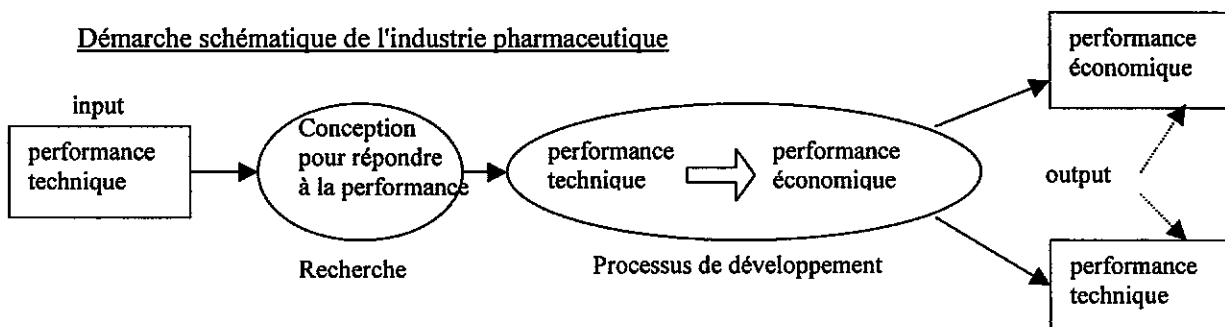 Démarche schématique de l'industrie pharmaceutique
input
performance
technique
Conception
pour répondre
à la performance
Recherche
performance
technique
performance
économique
Processus de développement
performance
économique
output
performance
technique